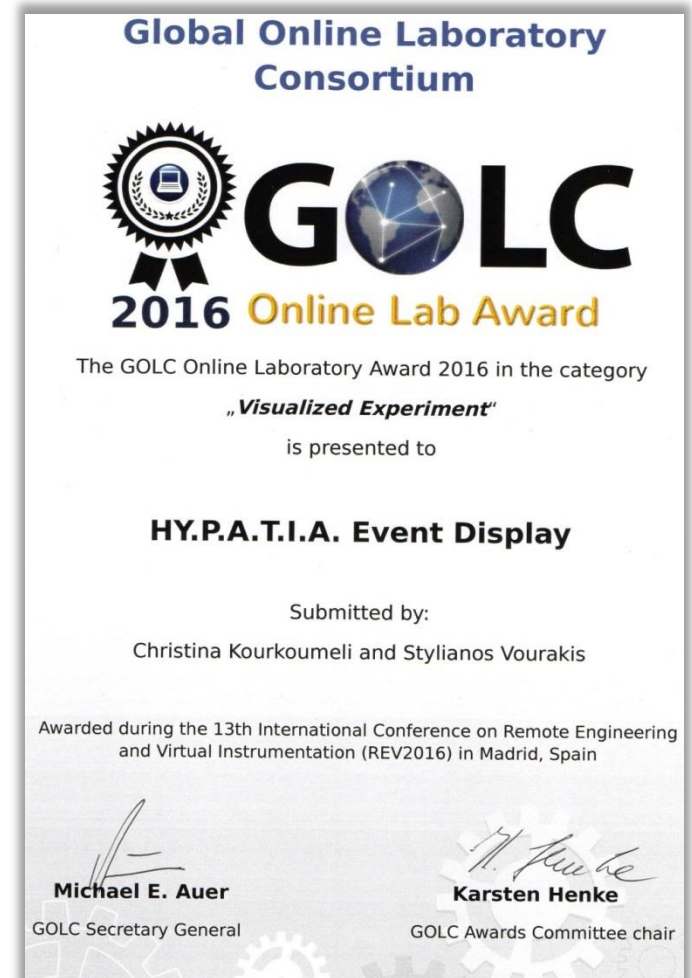 Global Online Laboratory
Consortium
GOLC
2016 Online Lab Award
The GOLC Online Laboratory Award 2016 in the category
„Visualized Experiment“
is presented to
HY.P.A.T.I.A. Event Display
Submitted by:
Christina Kourkoumeli and Stylianos Vourakis
Awarded during the 13th International Conference on Remote Engineering
and Virtual Instrumentation (REV2016) in Madrid, Spain
Michael E. Auer
Karsten Henke
GOLC Secretary General
GOLC Awards Committee chair